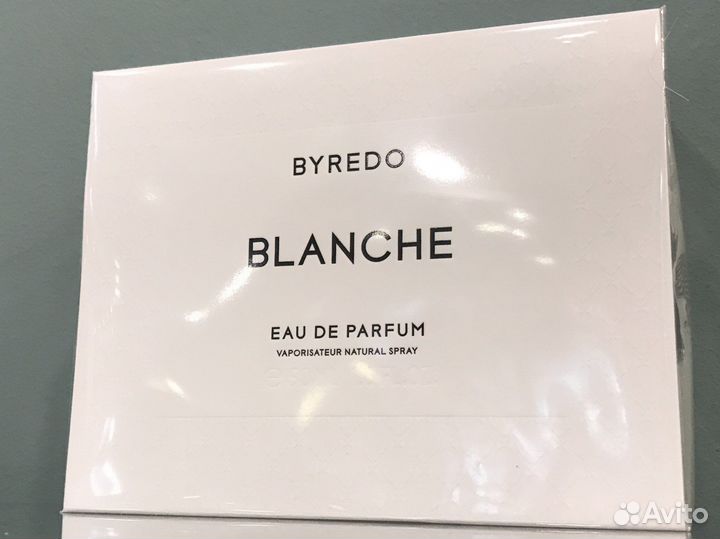 BYREDO
BLANCHE
EAU DE PARFUM
VAPORISATEUR NATURAL SPRAY
Avito